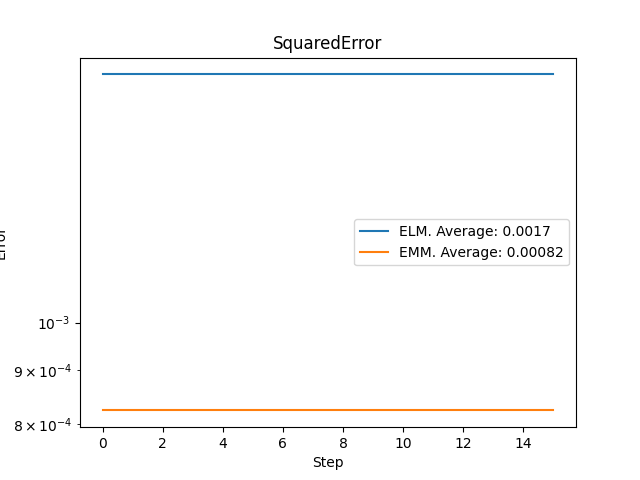 SquaredError
Error
ELM. Average: 0.0017
EMM. Average: 0.00082
10⁻³
9 × 10⁻⁴
8 × 10⁻⁴
0 2 4 6 8 10 12 14
Step